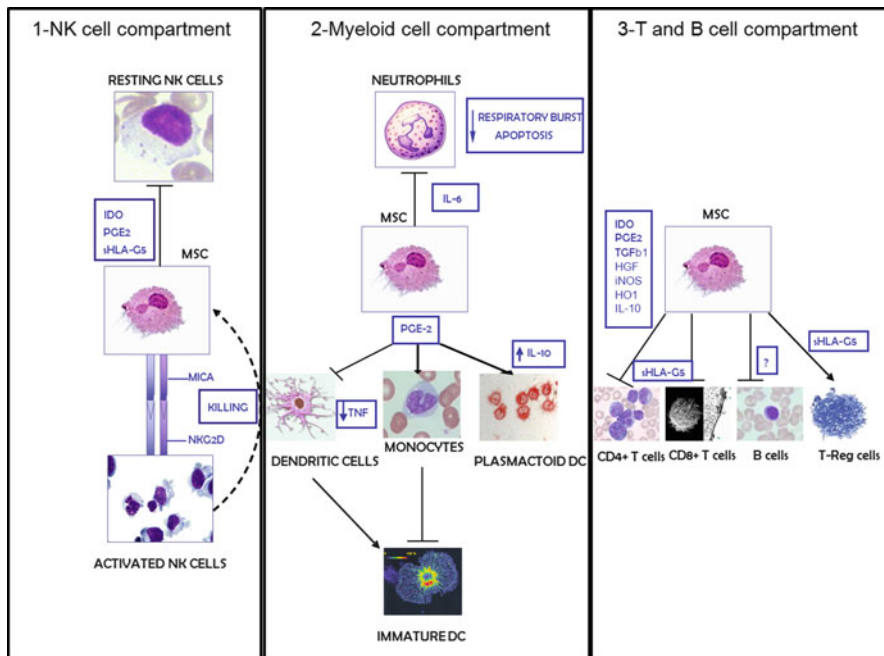 1-NK cell compartment
RESTING NK CELLS
IDO
PGE2
sHLA-G5
MSC
MICA
KILLING
NKG2D
ACTIVATED NK CELLS
2-Myeloid cell compartment
NEUTROPHILS
RESPIRATORY BURST
APOPTOSIS
IL-6
MSC
PGE-2
IL-10
TNF
DENDRITIC CELLS
MONOCYTES
PLASMACTOID DC
IMMATURE DC
3-T and B cell compartment
MSC
IDO
PGE2
TGFb1
HGF
iNOS
HO1
IL-10
sHLA-G5
?
sHLA-G5
CD4+ T cells
CD8+ T cells
B cells
T-Reg cells